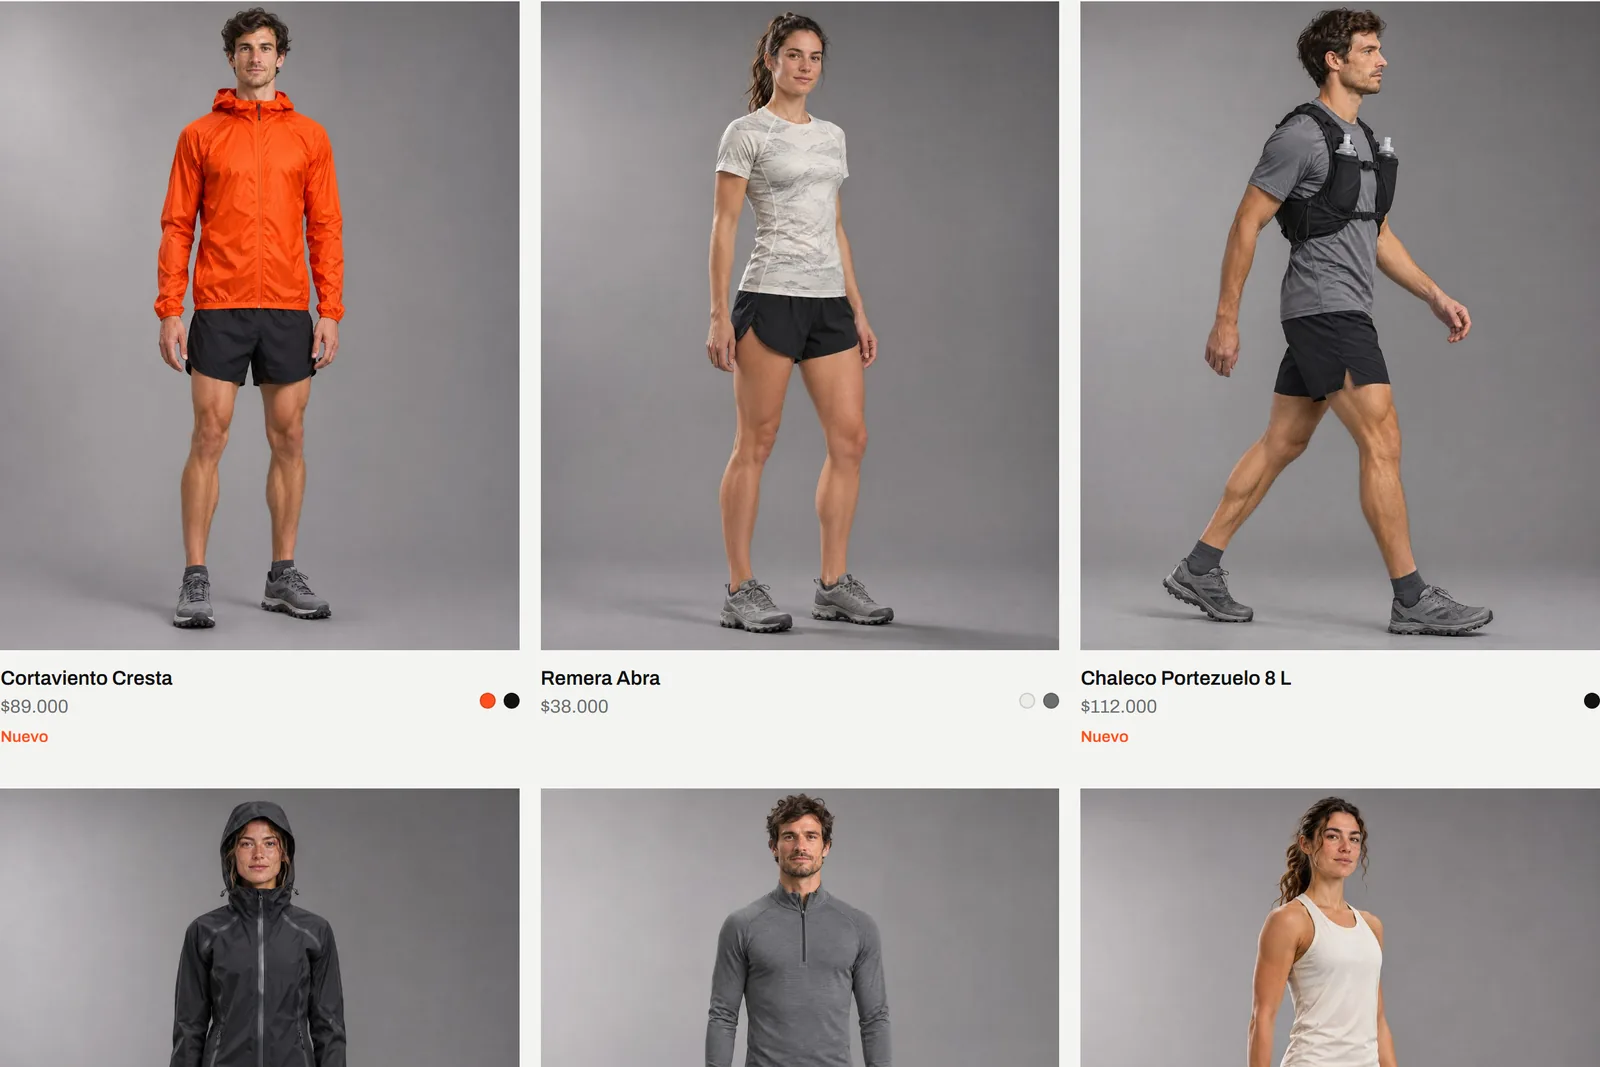 Cortaviento Cresta
$89.000
Nuevo
Remera Abra
$38.000
Chaleco Portezuelo 8 L
$112.000
Nuevo